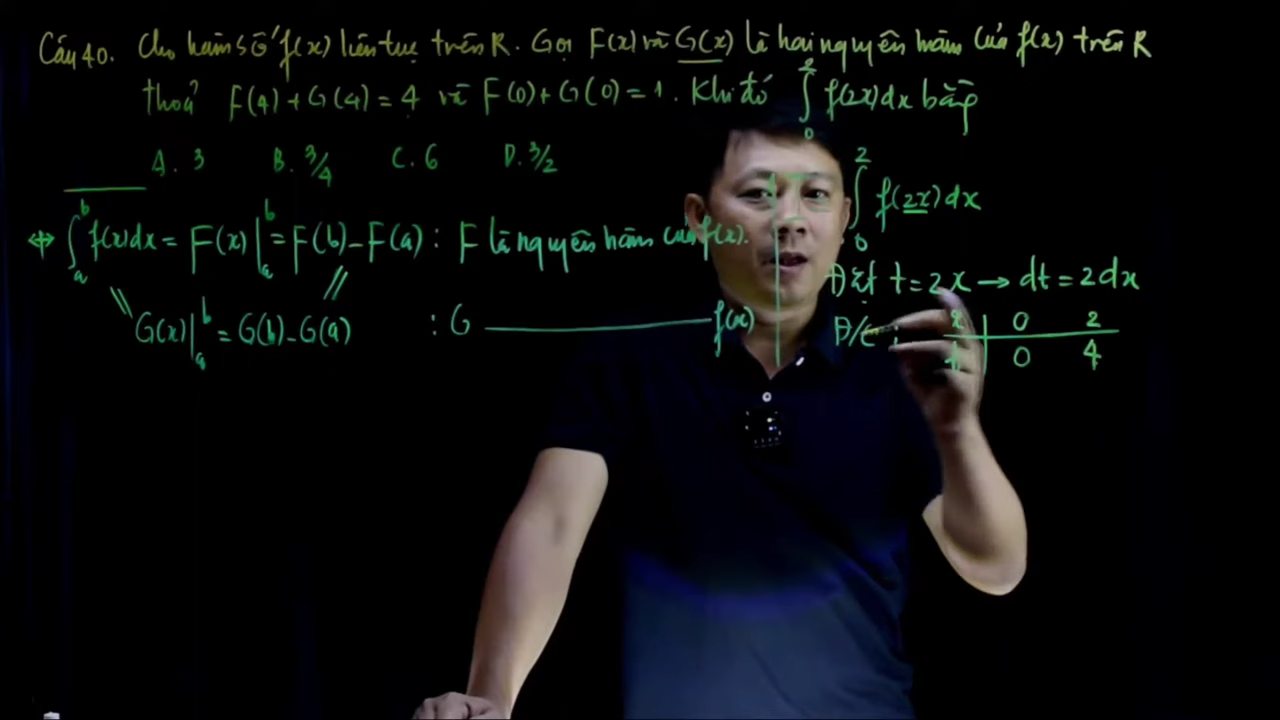 Câu 40. Cho hàm số f(x) liên tục trên R. Gọi F(x) và G(x) là hai nguyên hàm của f(x) trên R
thoả F(4) + G(4) = 4 và F(0) + G(0) = 1. Khi đó ∫₀² f(2x)dx bằng
A. 3 B. 3/4 C. 6 D. 3/2
⇔ ∫ₐᵇ f(x)dx = F(x)|ₐᵇ = F(b) - F(a) : F là nguyên hàm của f(x).
G(x)|ₐᵇ = G(b) - G(a) : G f(x)
∫₀² f(2x)dx
Đặt t = 2x → dt = 2dx
Đ/c : x 0 2
t 0 4